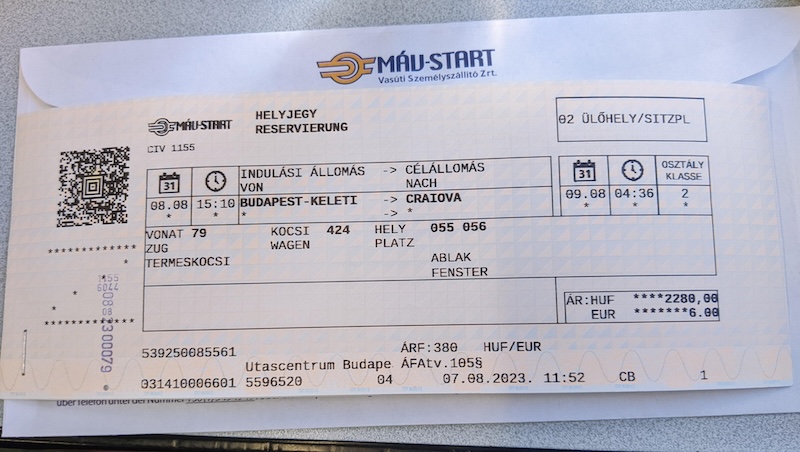 MÁV-START
Vasúti Személyszállító Zrt.
MÁV-START
HELYJEGY
RESERVIERUNG
02 ÜLŐHELY/SITZPL
CIV 1155
31 INDULÁSI ÁLLOMÁS -> CÉLÁLLOMÁS 31 OSZTÁLY
VON NACH KLASSE
08.08 15:10 BUDAPEST-KELETI -> CRAIOVA 09.08 04:36 2
* * * -> * * * *
VONAT 79 KOCSI 424 HELY 055 056
ZUG WAGEN PLATZ
TERMESKOCSI ABLAK
FENSTER
ÁR:HUF ****2280,00
EUR *******6.00
539250085561 ÁRF:380 HUF/EUR
Utascentrum Budape ÁFAtv.105§
031410006601 5596520 04 07.08.2023. 11:52 CB 1